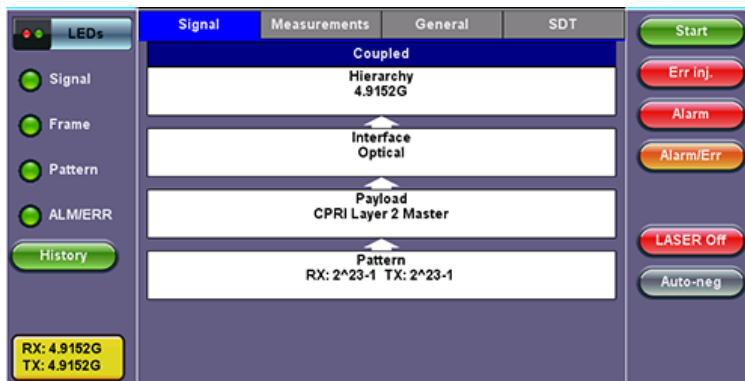 LEDs
Signal
Frame
Pattern
ALM/ERR
History
RX: 4.9152G
TX: 4.9152G
Signal Measurements General SDT
Coupled
Hierarchy
4.9152G
Interface
Optical
Payload
CPRI Layer 2 Master
Pattern
RX: 2^23-1 TX: 2^23-1
Start
Err inj.
Alarm
Alarm/Err
LASER Off
Auto-neg